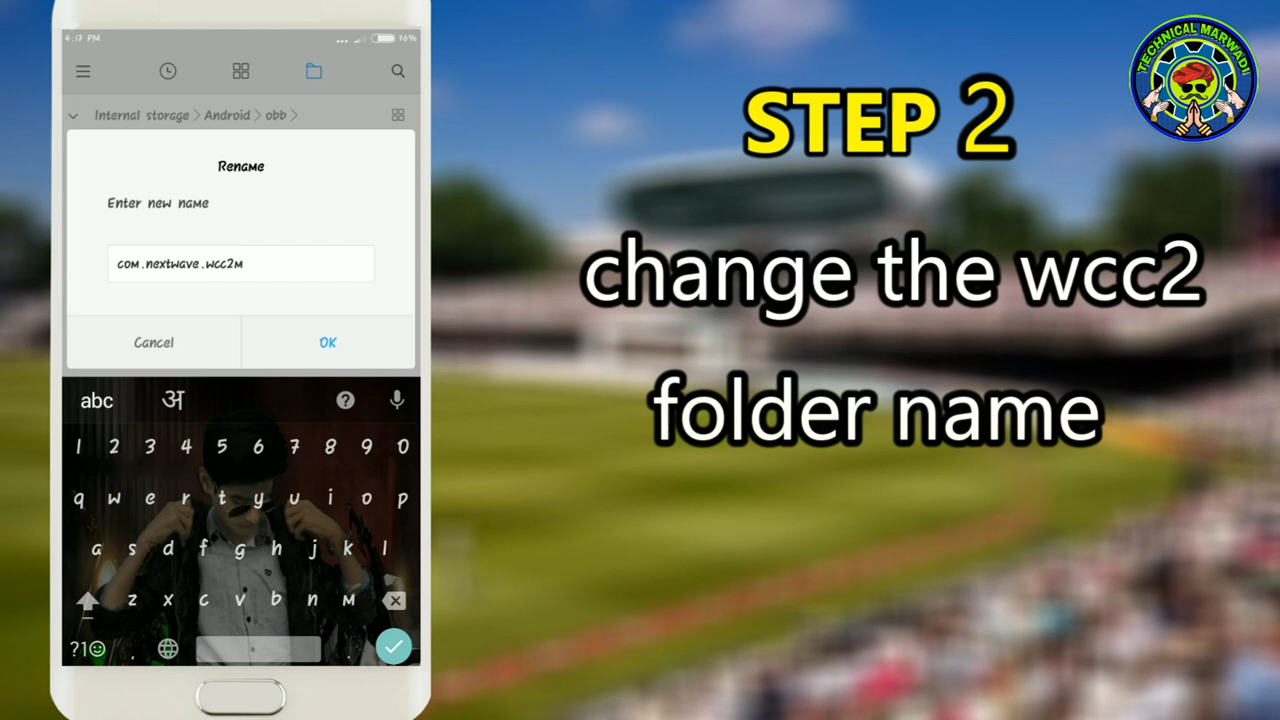 4:17 PM
76%
Internal storage > Android > obb >
Rename
Enter new name
com.nextwave.wcc2m
Cancel
OK
abc
अ
?
1 2 3 4 5 6 7 8 9 0
q w e r t y u i o p
a s d f g h j k l
z x c v b n m
?1☺ , .
STEP 2
change the wcc2
folder name
TECHNICAL MARWADI